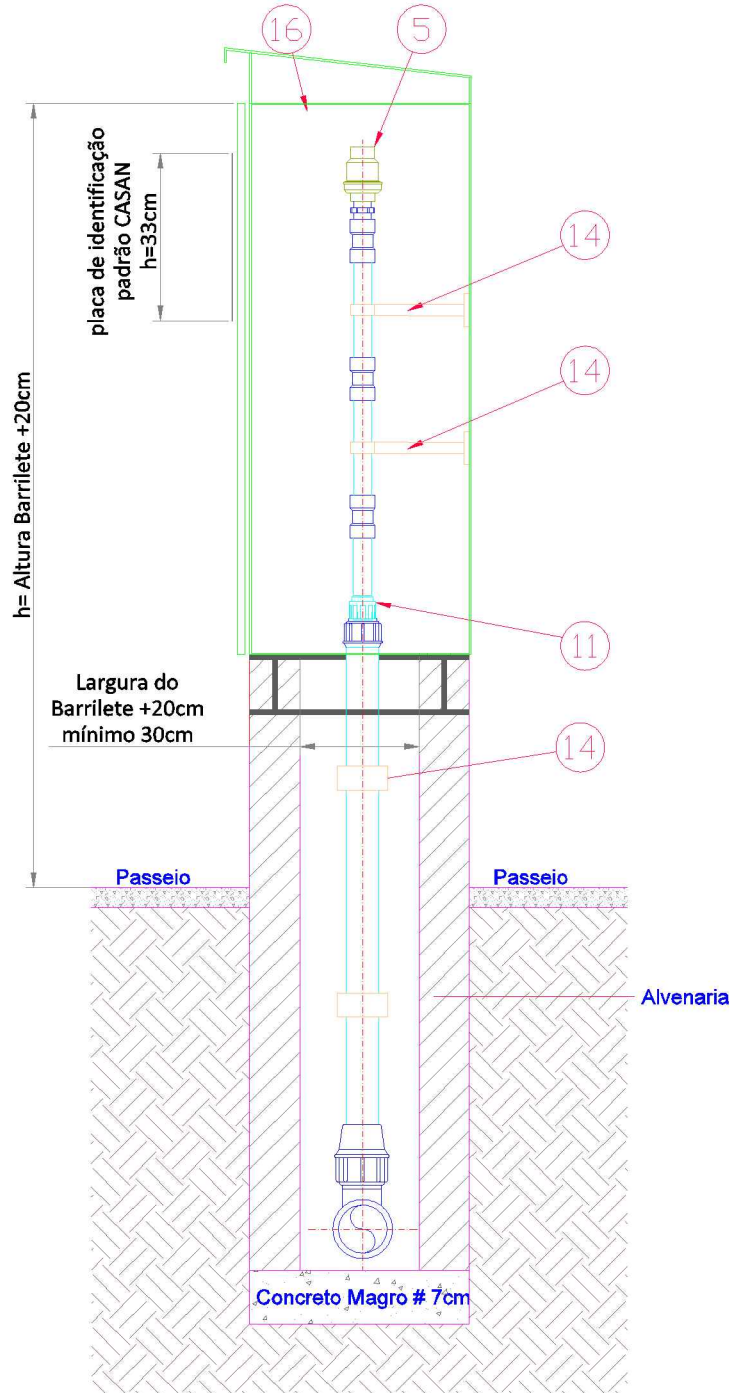 16
5
placa de identificação
padrão CASAN
h=33cm
14
14
h= Altura Barrilete +20cm
11
Largura do
Barrilete +20cm
mínimo 30cm
14
Passeio
Passeio
Alvenaria
Concreto Magro # 7cm